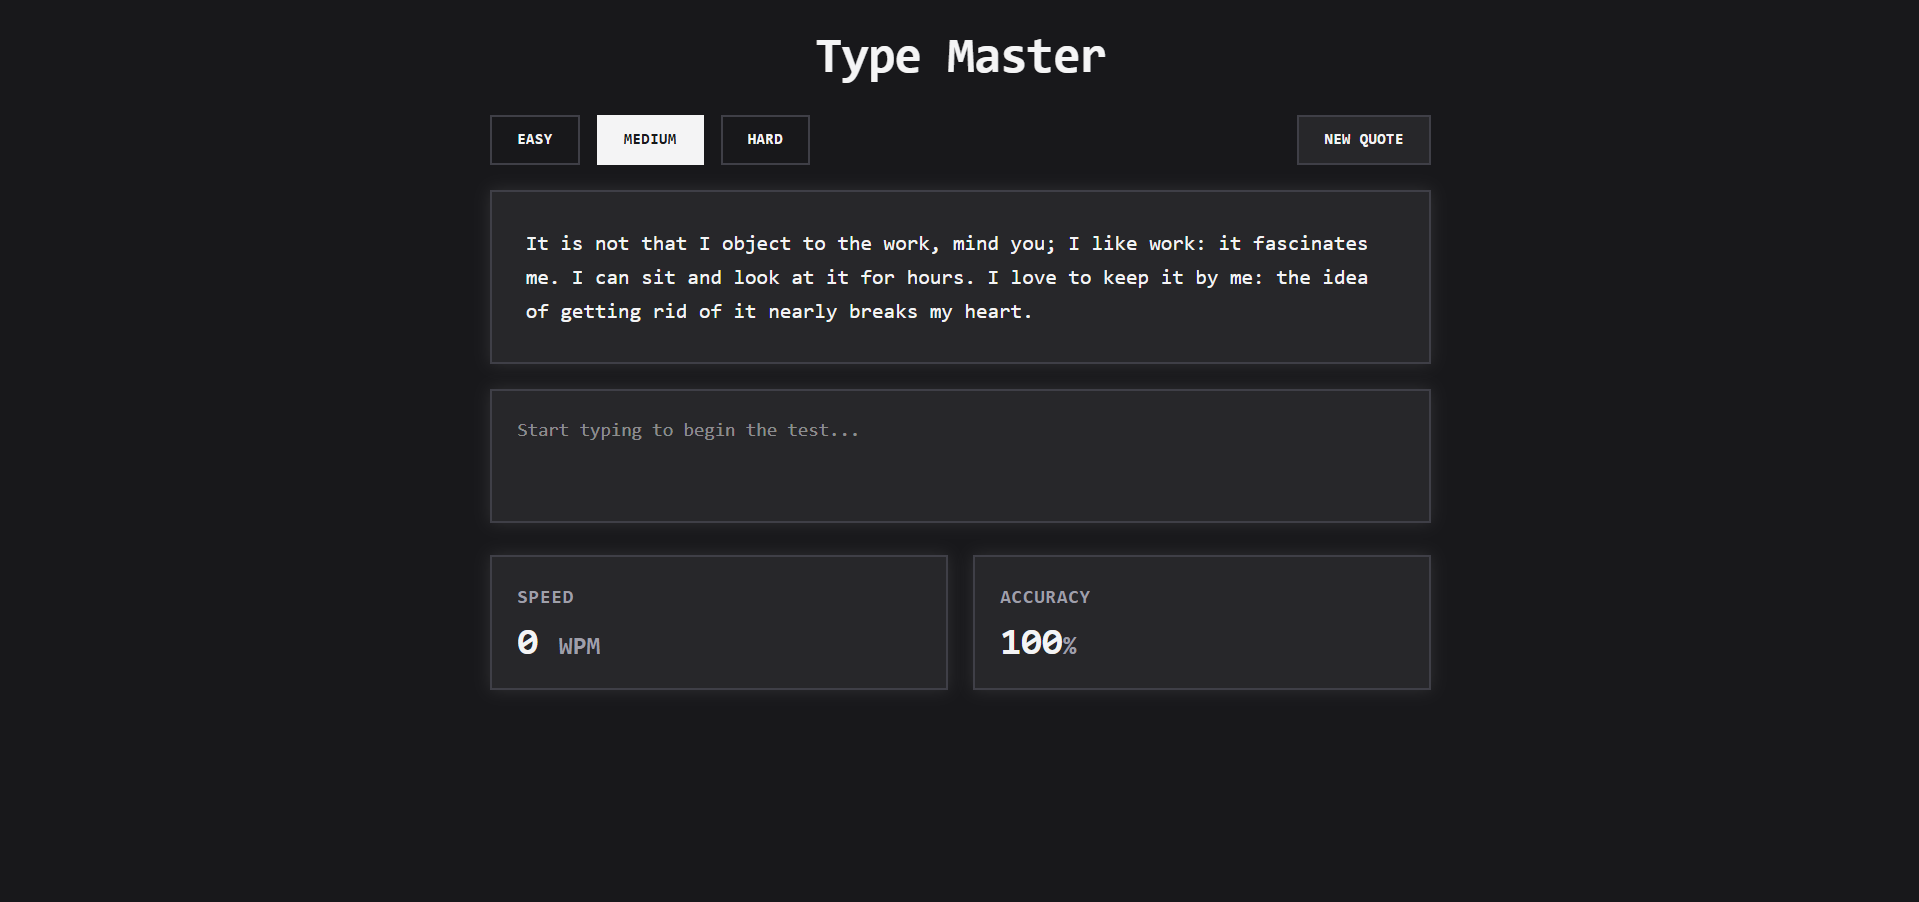 Type Master
EASY MEDIUM HARD NEW QUOTE
It is not that I object to the work, mind you; I like work: it fascinates
me. I can sit and look at it for hours. I love to keep it by me: the idea
of getting rid of it nearly breaks my heart.
Start typing to begin the test...
SPEED
0 WPM
ACCURACY
100%